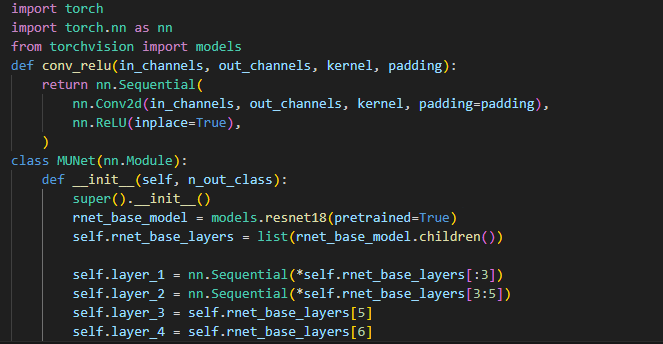 import torch
import torch.nn as nn
from torchvision import models
def conv_relu(in_channels, out_channels, kernel, padding):
    return nn.Sequential(
        nn.Conv2d(in_channels, out_channels, kernel, padding=padding),
        nn.ReLU(inplace=True),
    )
class MUNet(nn.Module):
    def __init__(self, n_out_class):
        super().__init__()
        rnet_base_model = models.resnet18(pretrained=True)
        self.rnet_base_layers = list(rnet_base_model.children())

        self.layer_1 = nn.Sequential(*self.rnet_base_layers[:3])
        self.layer_2 = nn.Sequential(*self.rnet_base_layers[3:5])
        self.layer_3 = self.rnet_base_layers[5]
        self.layer_4 = self.rnet_base_layers[6]